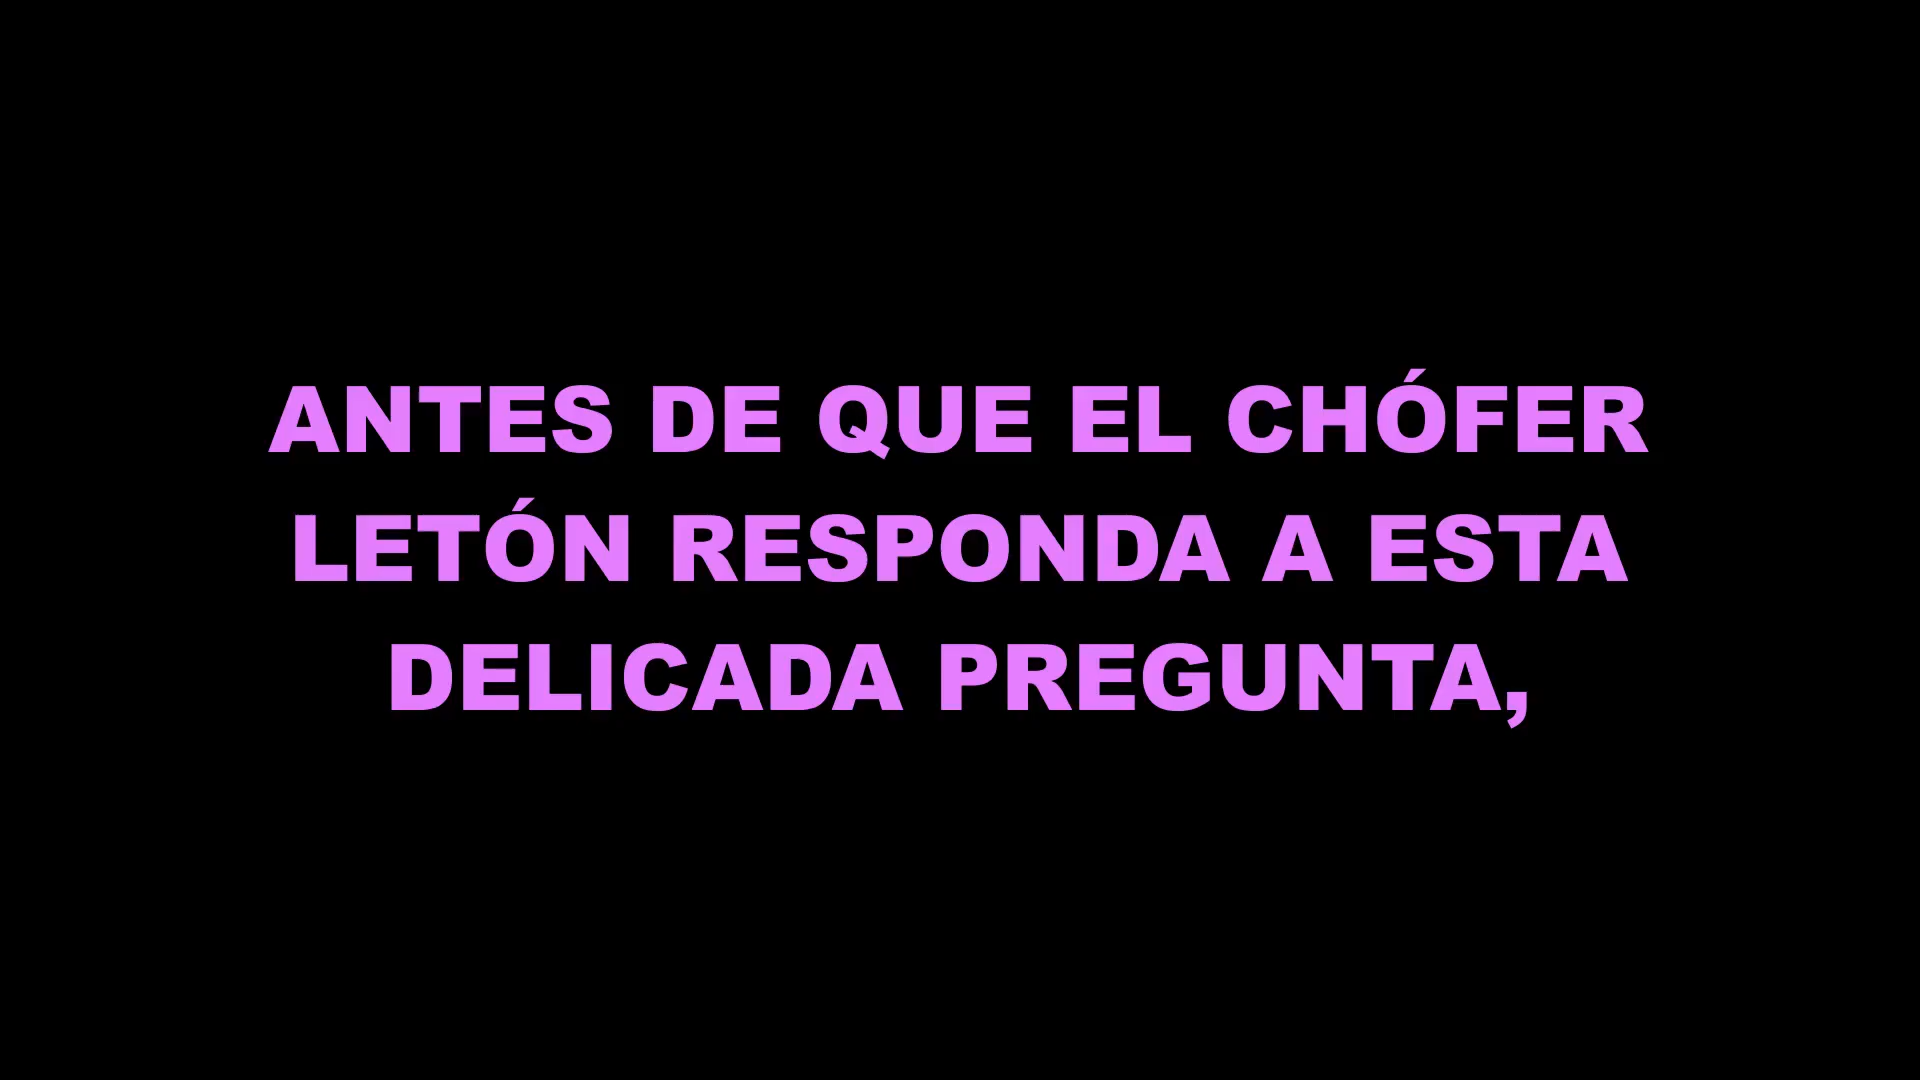 ANTES DE QUE EL CHÓFER
LETÓN RESPONDA A ESTA
DELICADA PREGUNTA,